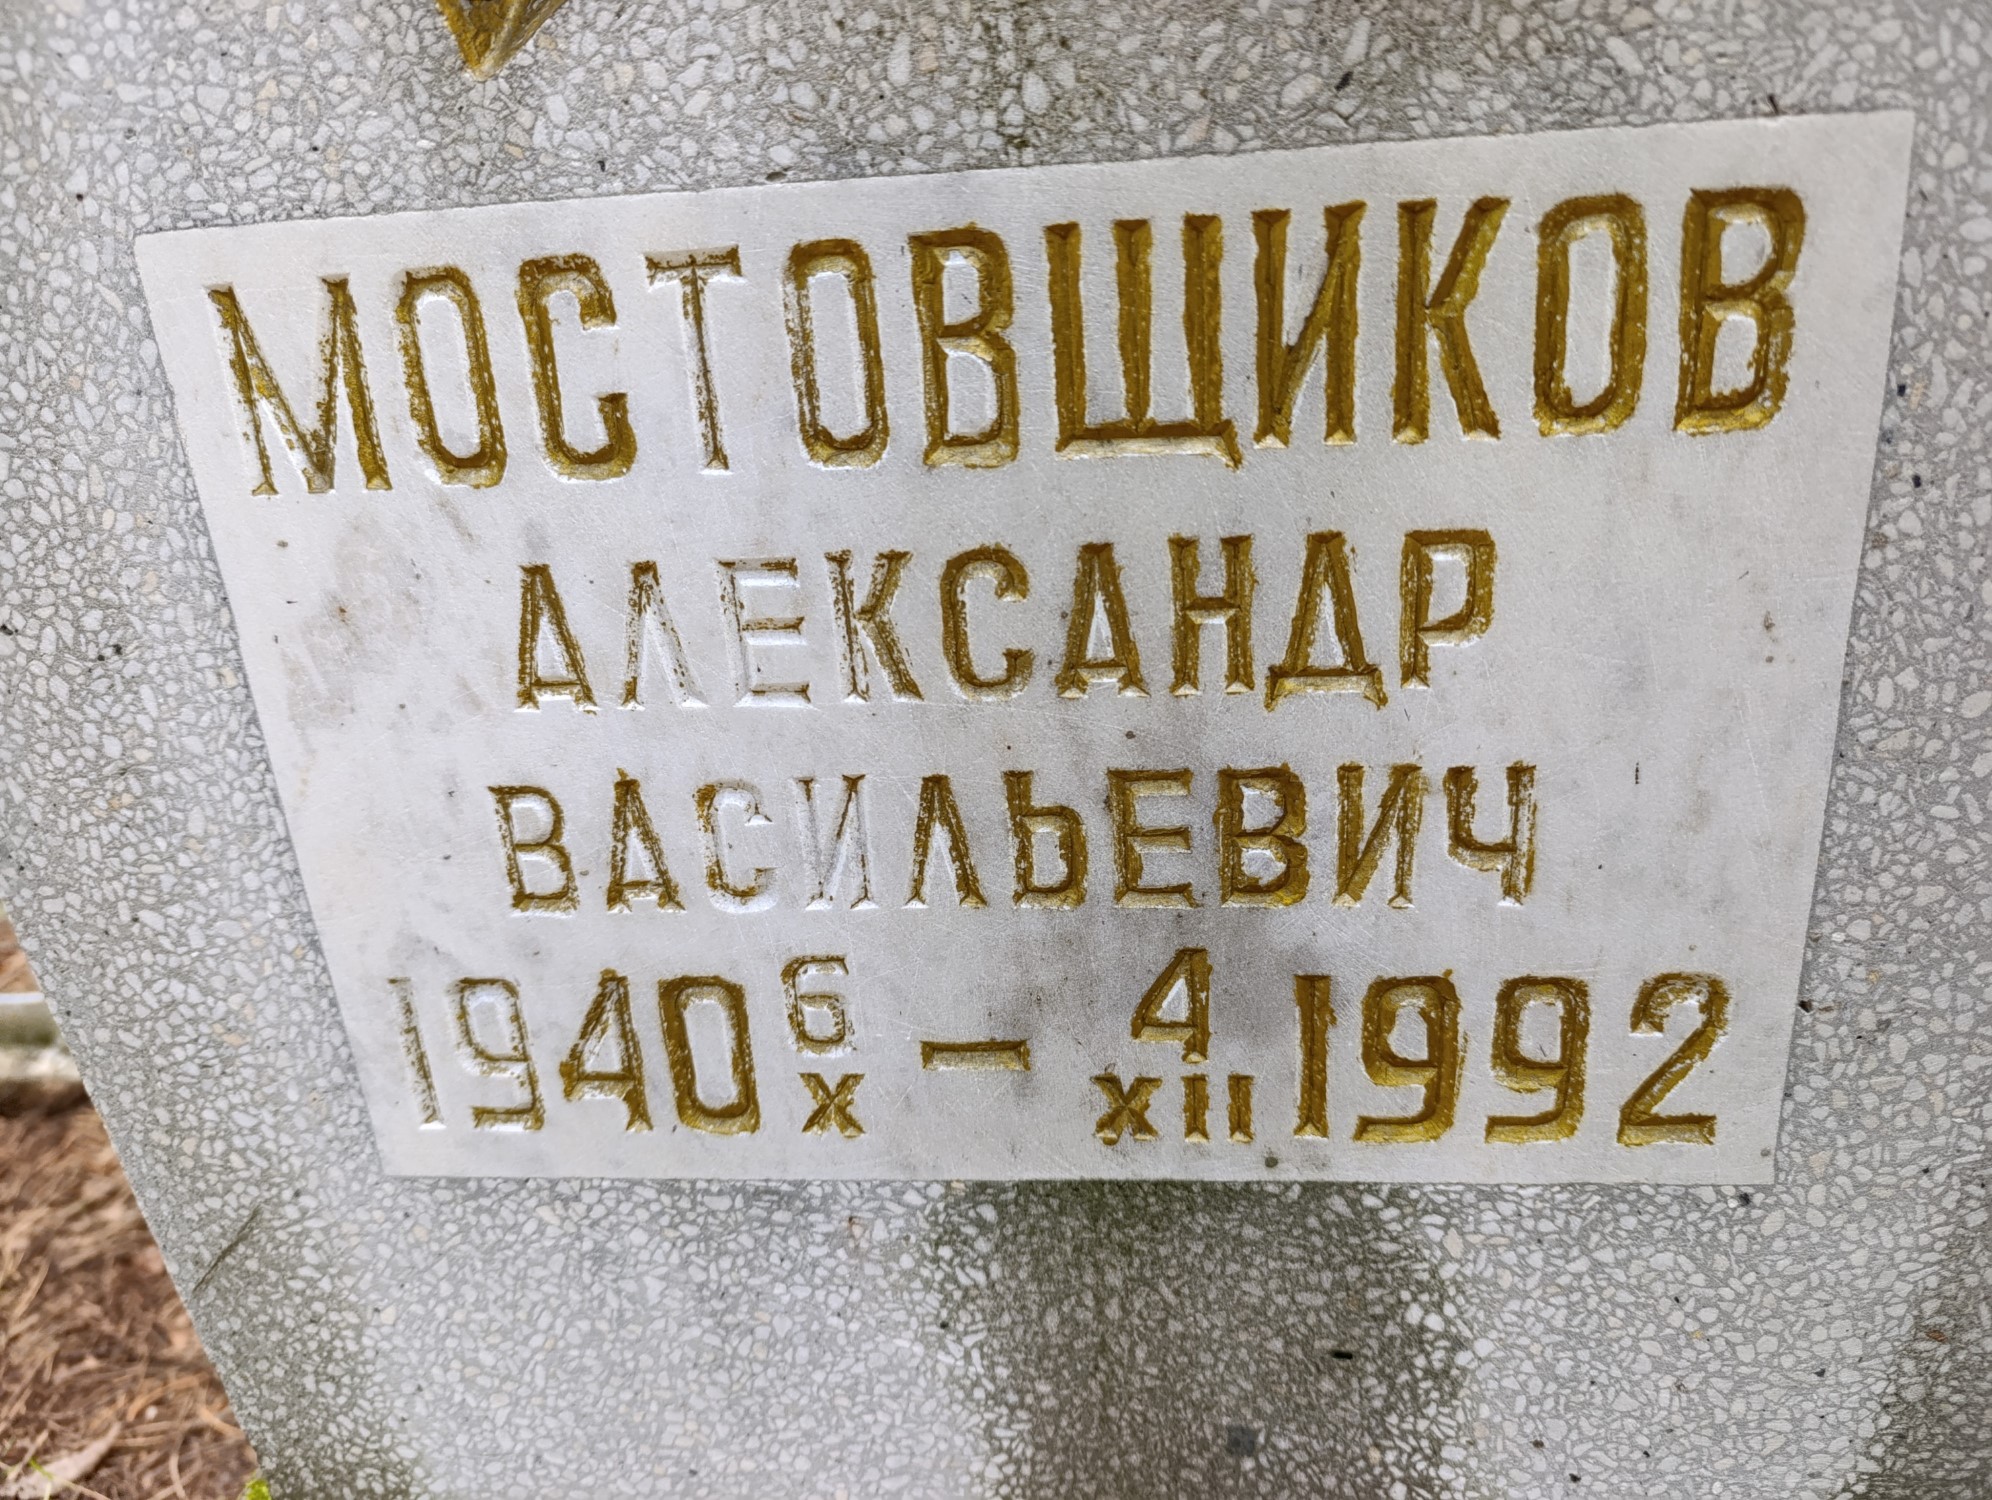 МОСТОВЩИКОВ
АЛЕКСАНДР
ВАСИЛЬЕВИЧ
1940 6/X – 4/XII 1992